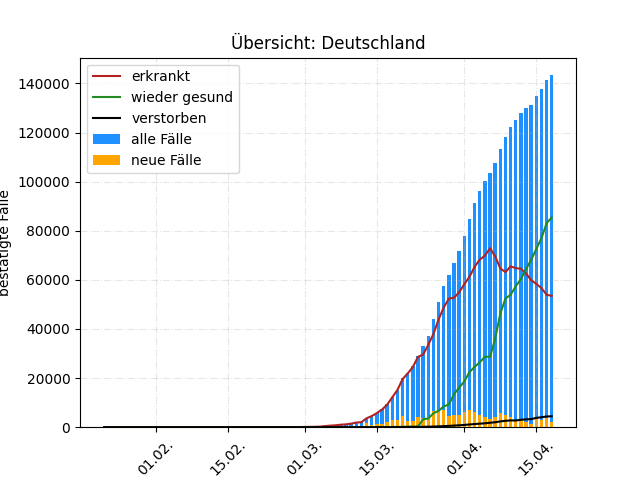 Übersicht: Deutschland
erkrankt
wieder gesund
verstorben
alle Fälle
neue Fälle
140000
120000
100000
80000
60000
40000
20000
0
bestätigte Fälle
01.02.
15.02.
01.03.
15.03.
01.04.
15.04.